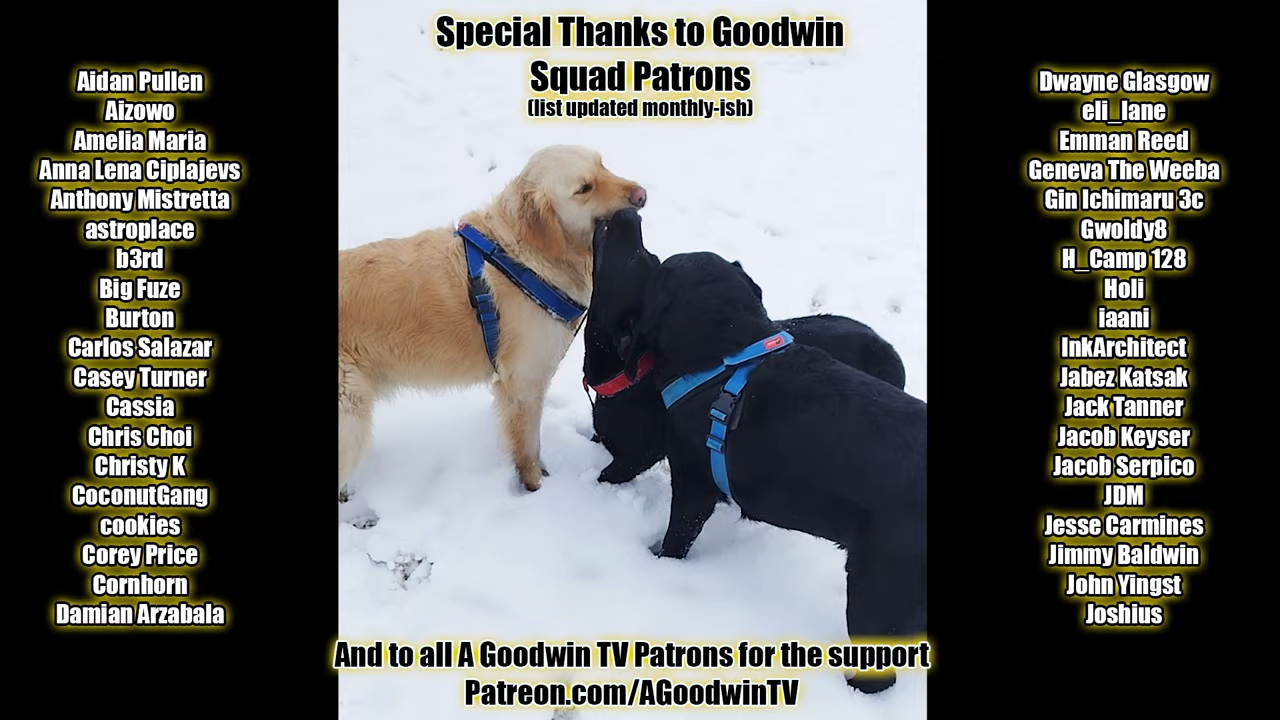 Special Thanks to Goodwin
Squad Patrons
(list updated monthly-ish)
Aidan Pullen
Aizowo
Amelia Maria
Anna Lena Ciplajevs
Anthony Mistretta
astroplace
b3rd
Big Fuze
Burton
Carlos Salazar
Casey Turner
Cassia
Chris Choi
Christy K
CoconutGang
cookies
Corey Price
Cornhorn
Damian Arzabala
Dwayne Glasgow
eli_lane
Emman Reed
Geneva The Weeba
Gin Ichimaru 3c
Gwoldy8
H_Camp 128
Holi
iaani
InkArchitect
Jabez Katsak
Jack Tanner
Jacob Keyser
Jacob Serpico
JDM
Jesse Carmines
Jimmy Baldwin
John Yingst
Joshius
And to all A Goodwin TV Patrons for the support
Patreon.com/AGoodwinTV